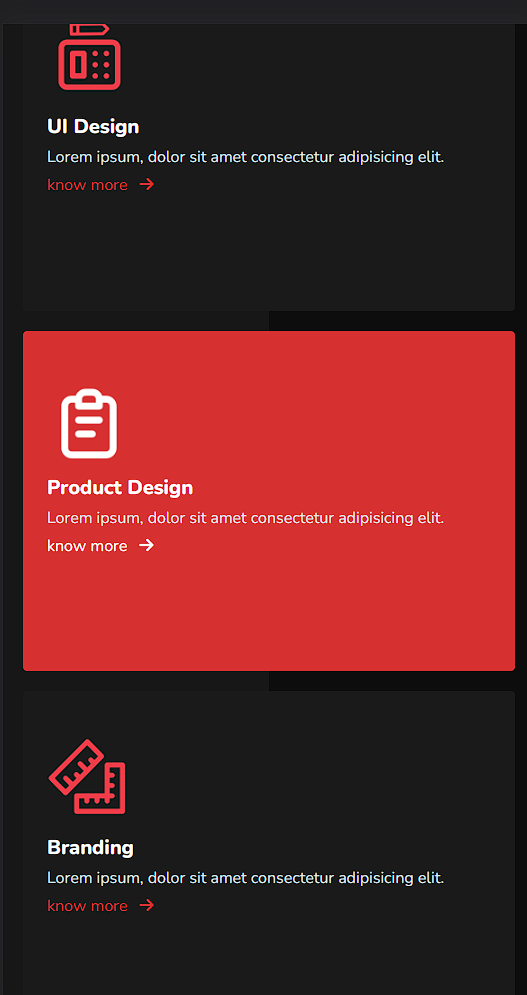 UI Design
Lorem ipsum, dolor sit amet consectetur adipisicing elit.
know more →
Product Design
Lorem ipsum, dolor sit amet consectetur adipisicing elit.
know more →
Branding
Lorem ipsum, dolor sit amet consectetur adipisicing elit.
know more →